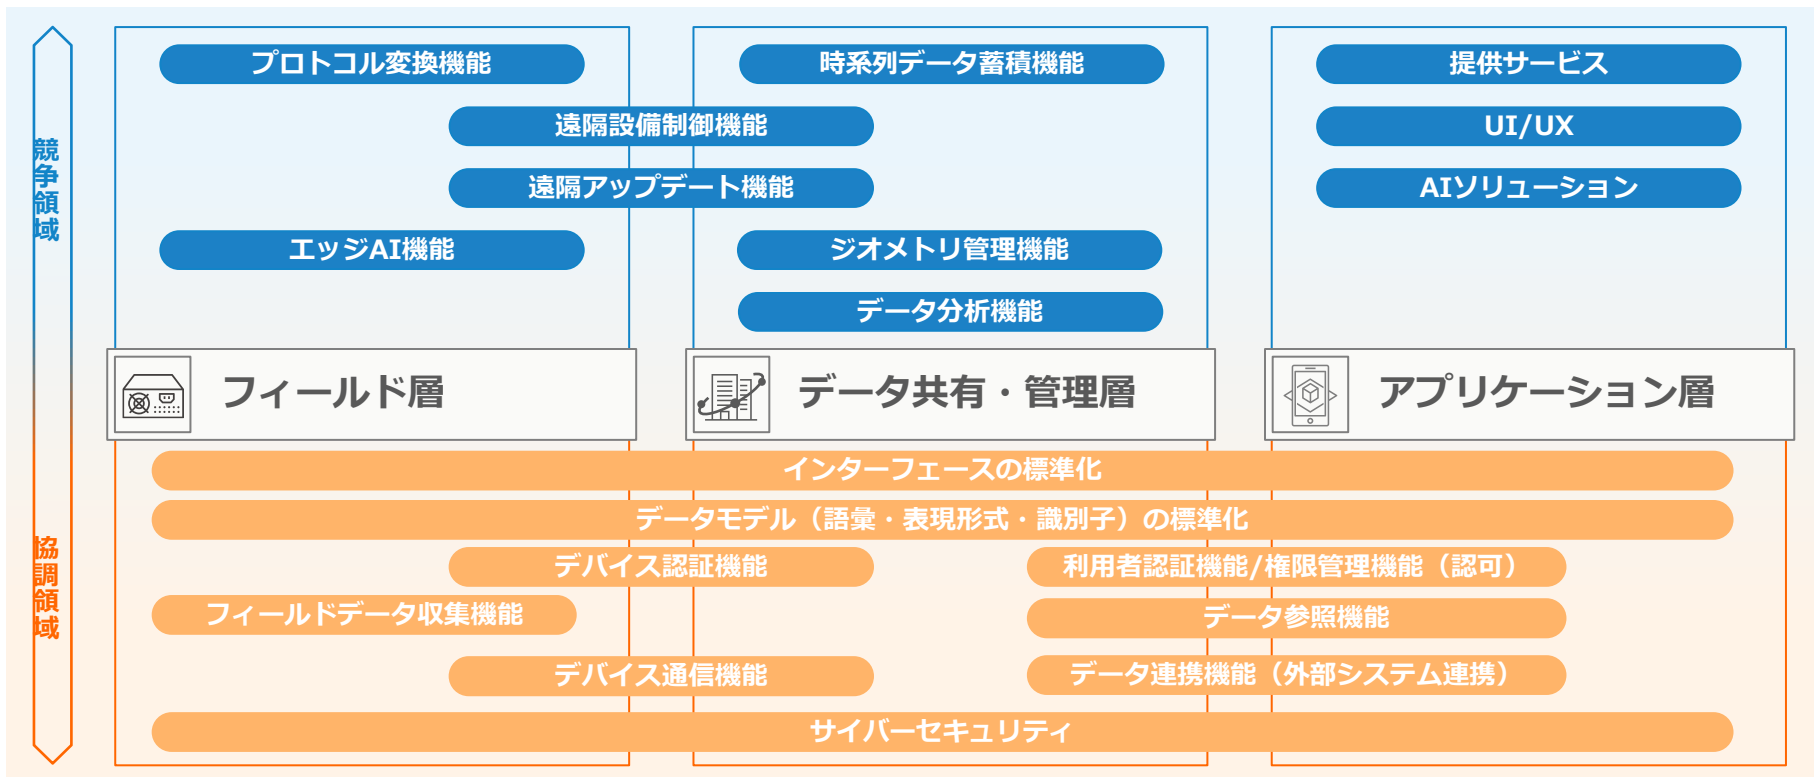 競争領域
プロトコル変換機能
時系列データ蓄積機能
提供サービス
遠隔設備制御機能
UI/UX
遠隔アップデート機能
AIソリューション
エッジAI機能
ジオメトリ管理機能
データ分析機能
フィールド層
データ共有・管理層
アプリケーション層
協調領域
インターフェースの標準化
データモデル（語彙・表現形式・識別子）の標準化
デバイス認証機能
利用者認証機能/権限管理機能（認可）
フィールドデータ収集機能
データ参照機能
デバイス通信機能
データ連携機能（外部システム連携）
サイバーセキュリティ